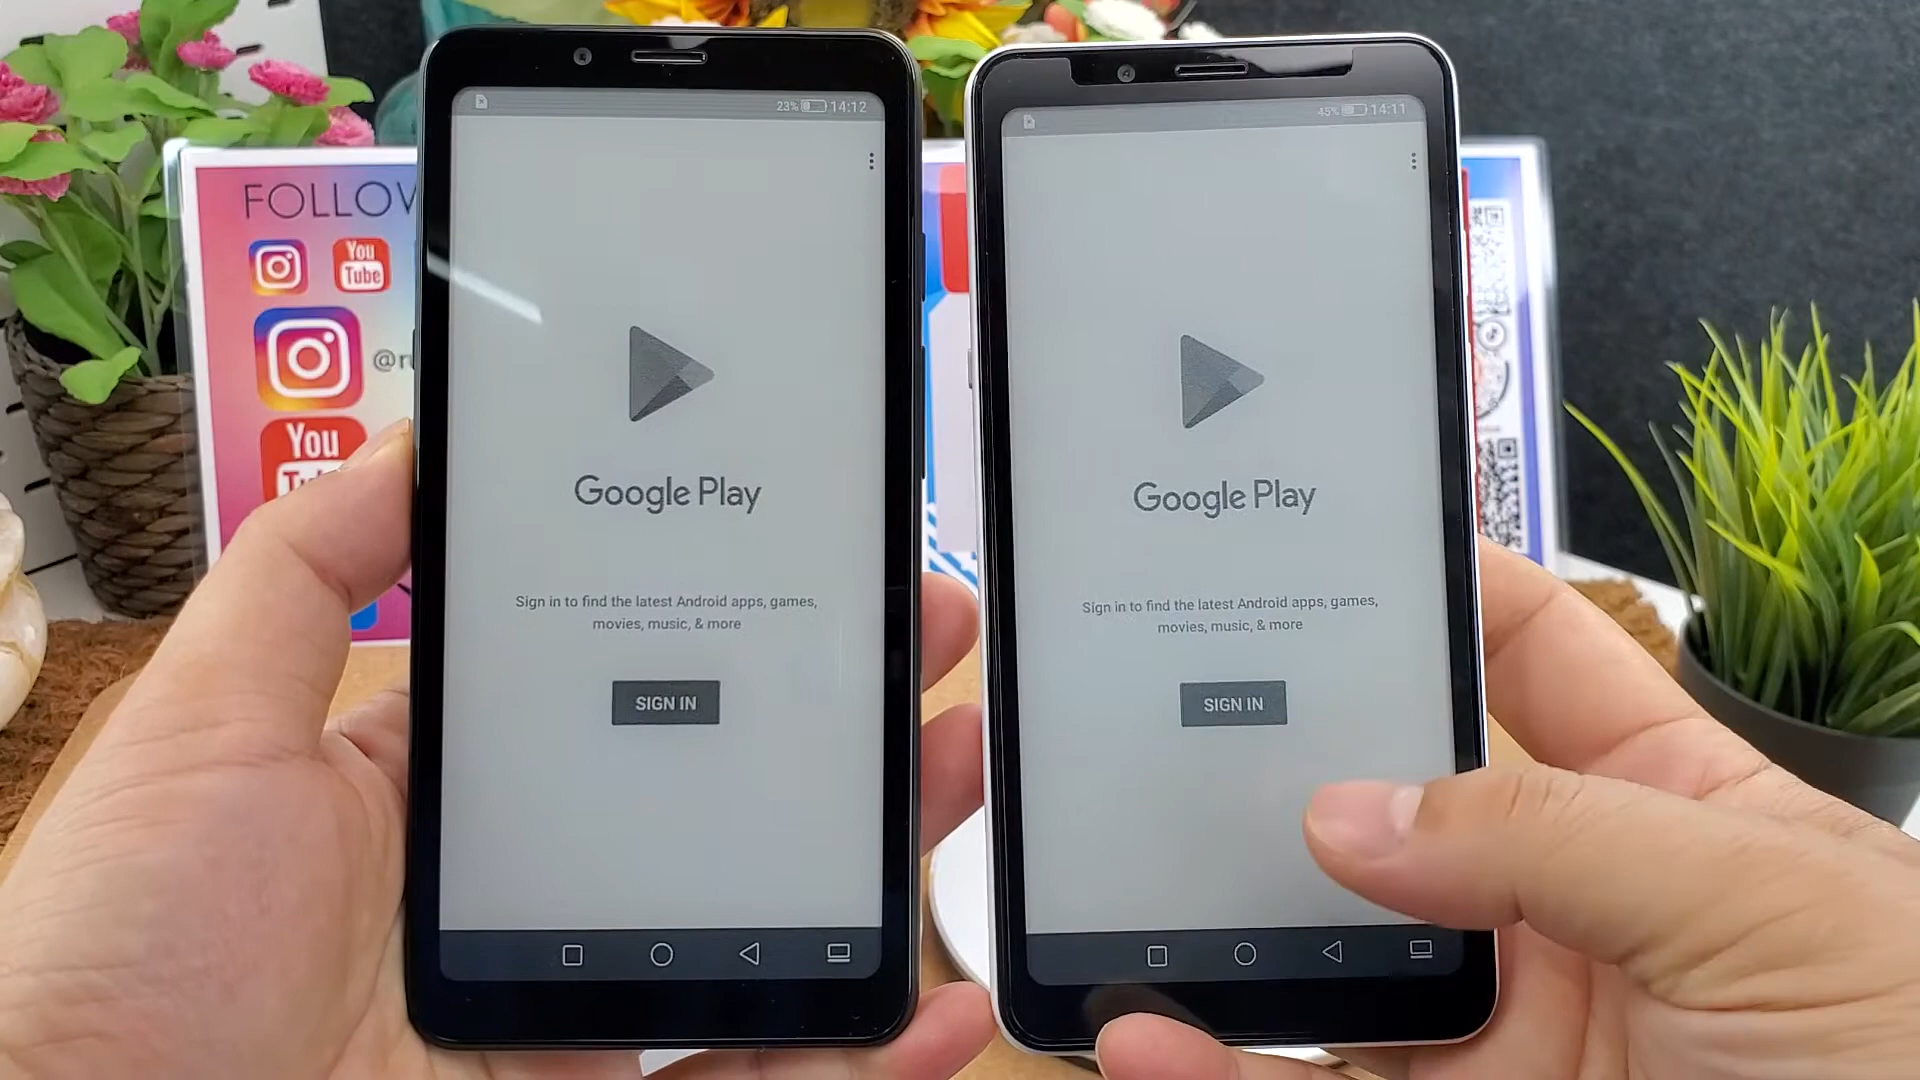 FOLLOW
You
Tube
You
@r
23% 14:12
Google Play
Sign in to find the latest Android apps, games,
movies, music, & more
SIGN IN
45% 14:11
Google Play
Sign in to find the latest Android apps, games,
movies, music, & more
SIGN IN